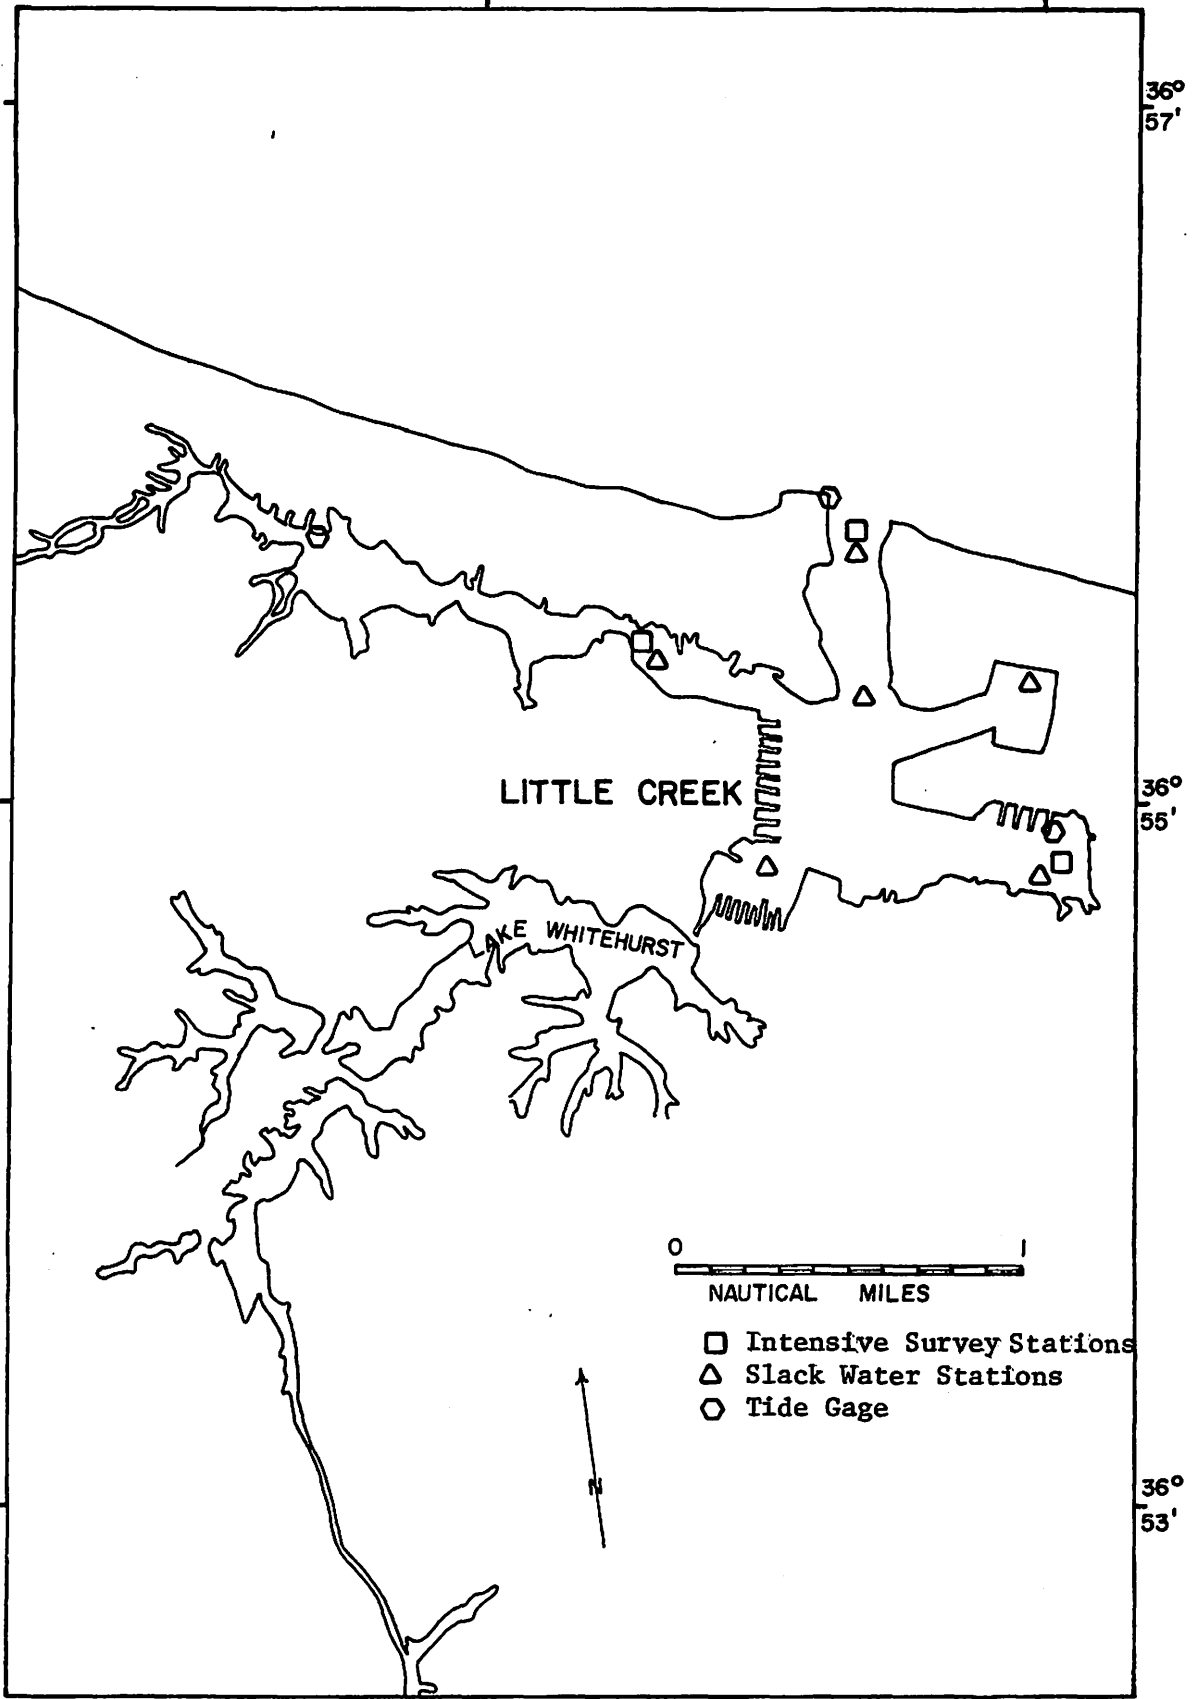 36°
57'
LITTLE CREEK
36°
55'
LAKE WHITEHURST
0 1
NAUTICAL MILES
Intensive Survey Stations
Slack Water Stations
Tide Gage
N
36°
53'